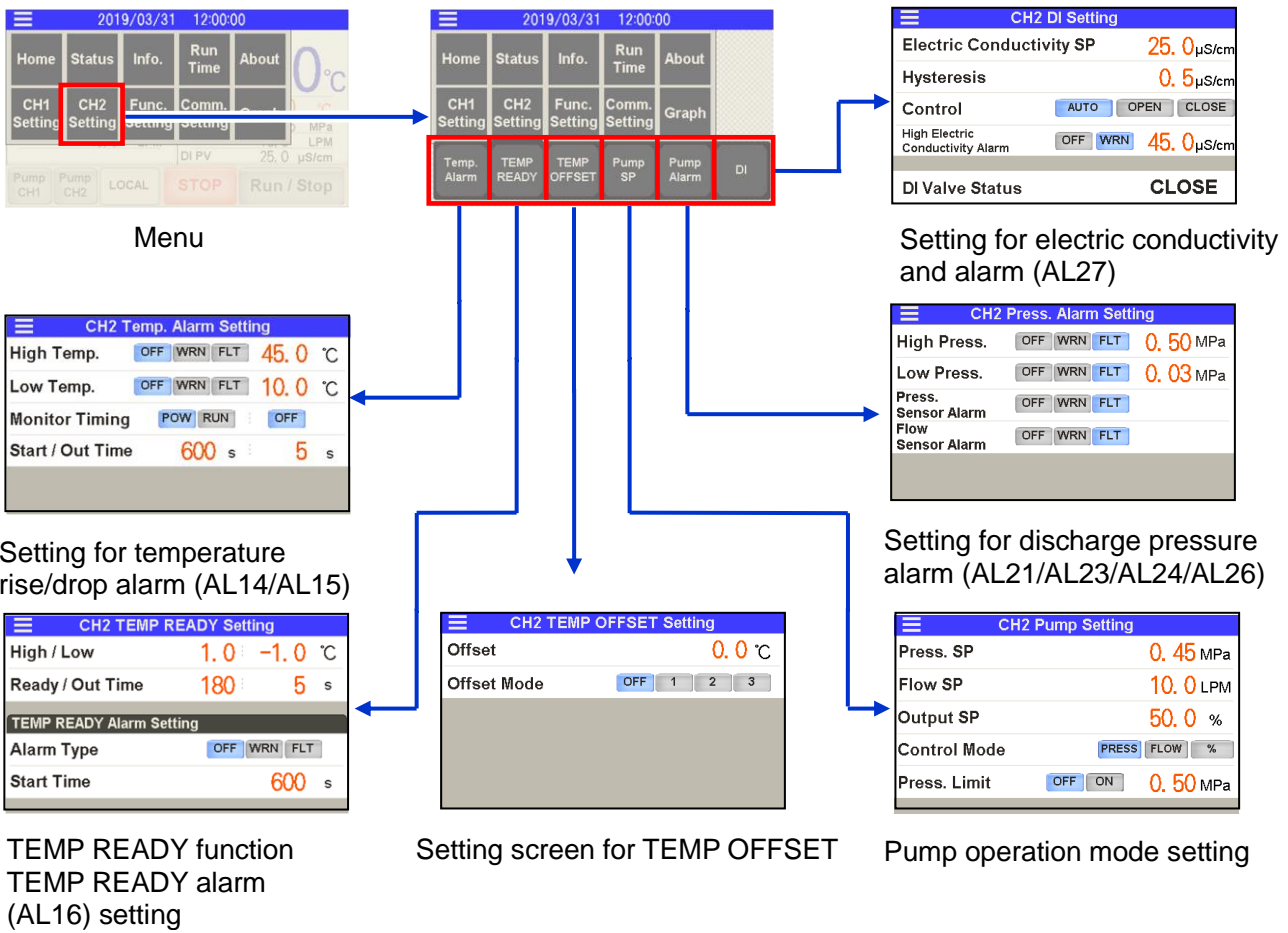 2019/03/31 12:00:00
Home Status Info. Run Time About
0 ℃
CH1 Setting CH2 Setting Func. Setting Comm. Setting
MPa
LPM
DI PV 25. 0 µS/cm
Pump CH1 Pump CH2 LOCAL STOP Run / Stop
Menu
2019/03/31 12:00:00
Home Status Info. Run Time About
CH1 Setting CH2 Setting Func. Setting Comm. Setting Graph
Temp. Alarm TEMP READY TEMP OFFSET Pump SP Pump Alarm DI
CH2 DI Setting
Electric Conductivity SP 25. 0 µS/cm
Hysteresis 0. 5 µS/cm
Control AUTO OPEN CLOSE
High Electric
Conductivity Alarm OFF WRN 45. 0 µS/cm
DI Valve Status CLOSE
Setting for electric conductivity
and alarm (AL27)
CH2 Temp. Alarm Setting
High Temp. OFF WRN FLT 45. 0 ℃
Low Temp. OFF WRN FLT 10. 0 ℃
Monitor Timing POW RUN OFF
Start / Out Time 600 s 5 s
Setting for temperature
rise/drop alarm (AL14/AL15)
CH2 Press. Alarm Setting
High Press. OFF WRN FLT 0. 50 MPa
Low Press. OFF WRN FLT 0. 03 MPa
Press.
Sensor Alarm OFF WRN FLT
Flow
Sensor Alarm OFF WRN FLT
Setting for discharge pressure
alarm (AL21/AL23/AL24/AL26)
CH2 TEMP READY Setting
High / Low 1. 0 -1. 0 ℃
Ready / Out Time 180 5 s
TEMP READY Alarm Setting
Alarm Type OFF WRN FLT
Start Time 600 s
TEMP READY function
TEMP READY alarm
(AL16) setting
CH2 TEMP OFFSET Setting
Offset 0. 0 ℃
Offset Mode OFF 1 2 3
Setting screen for TEMP OFFSET
CH2 Pump Setting
Press. SP 0. 45 MPa
Flow SP 10. 0 LPM
Output SP 50. 0 %
Control Mode PRESS FLOW %
Press. Limit OFF ON 0. 50 MPa
Pump operation mode setting